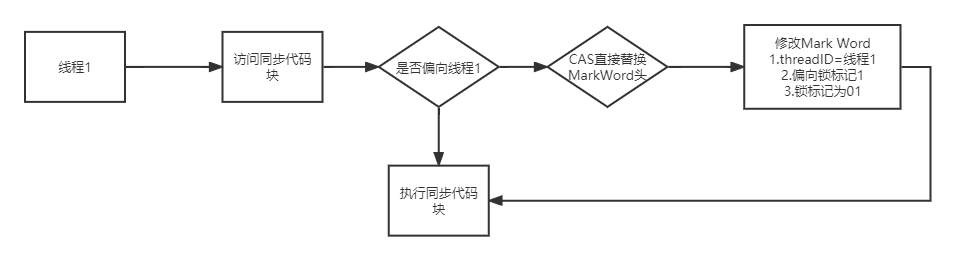 线程1
访问同步代码
块
是否偏向线程1
CAS直接替换
MarkWord头
修改Mark Word
1.threadID=线程1
2.偏向锁标记1
3.锁标记为01
执行同步代码
块